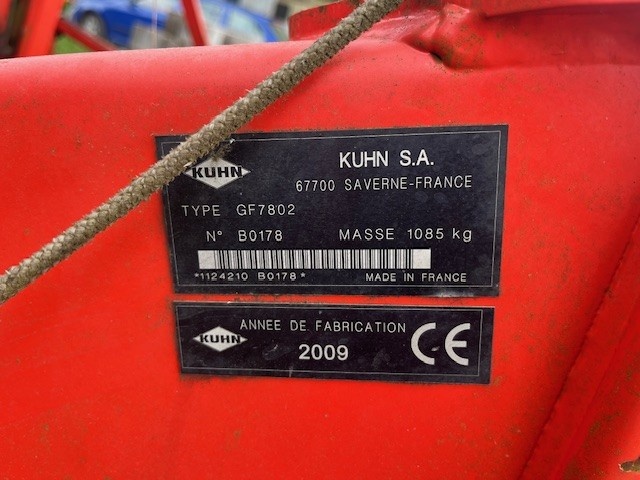 KUHN
KUHN S.A.
67700 SAVERNE-FRANCE
TYPE GF7802
N° B0178 MASSE 1085 kg
*1124210 B0178*
MADE IN FRANCE
KUHN
ANNEE DE FABRICATION
2009
CE